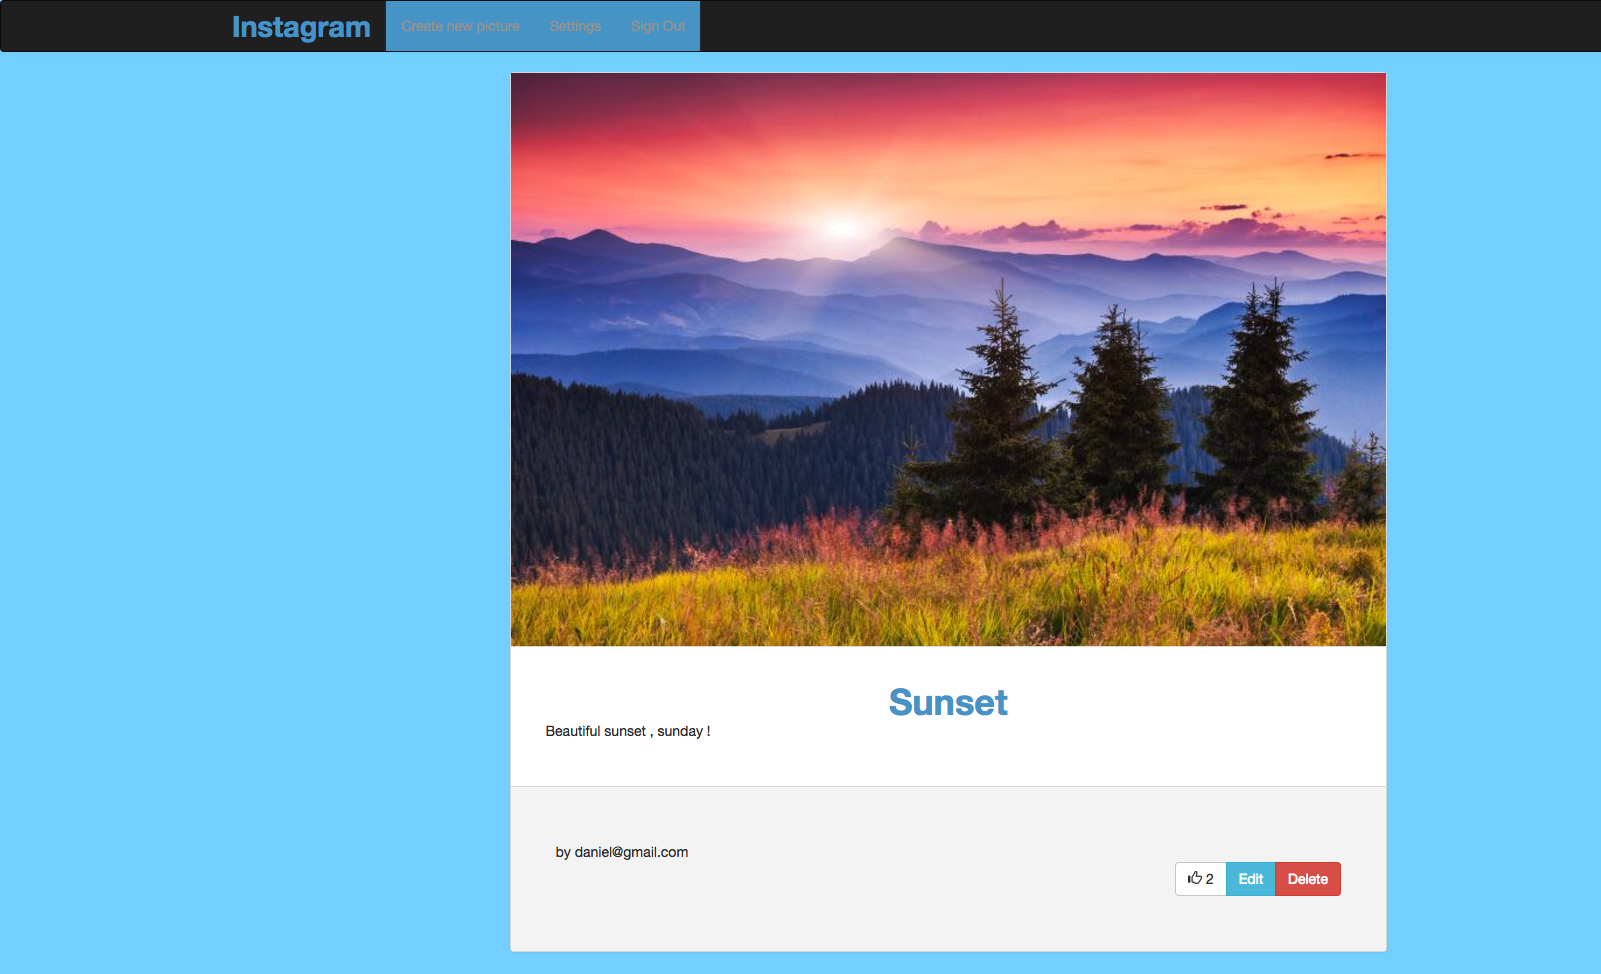 Instagram Create new picture Settings Sign Out
Sunset
Beautiful sunset , sunday !
by daniel@gmail.com
2 Edit Delete